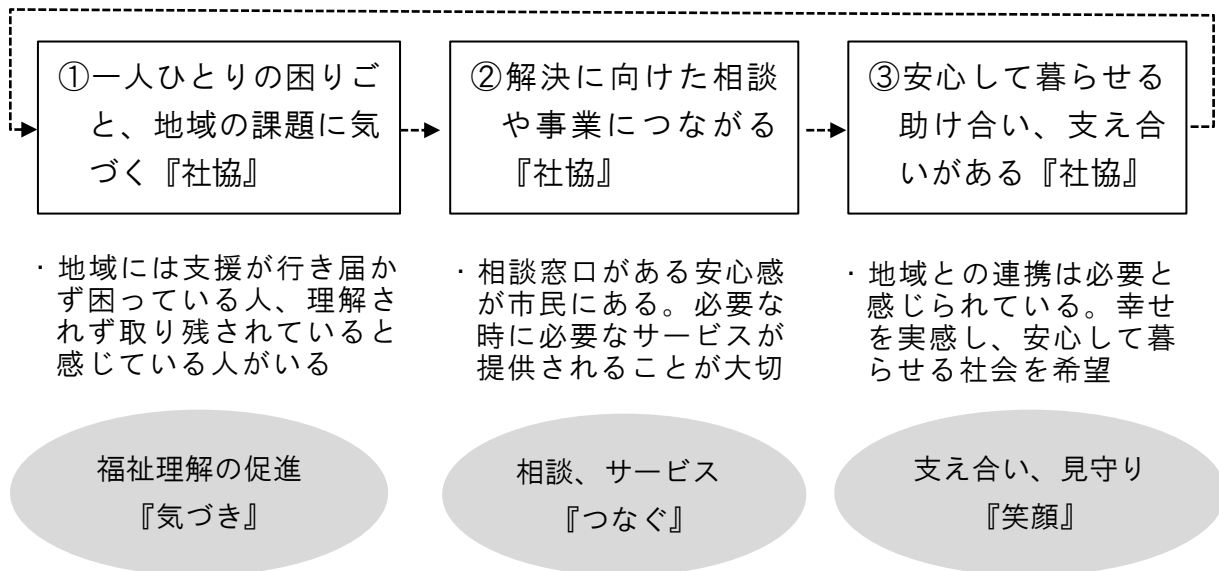 ①一人ひとりの困りご
と、地域の課題に気
づく『社協』
②解決に向けた相談
や事業につながる
『社協』
③安心して暮らせる
助け合い、支え合
いがある『社協』
・地域には支援が行き届か
ず困っている人、理解さ
れず取り残されていると
感じている人がいる
・相談窓口がある安心感
が市民にある。必要な
時に必要なサービスが
提供されることが大切
・地域との連携は必要と
感じられている。幸せ
を実感し、安心して暮
らせる社会を希望
福祉理解の促進
『気づき』
相談、サービス
『つなぐ』
支え合い、見守り
『笑顔』